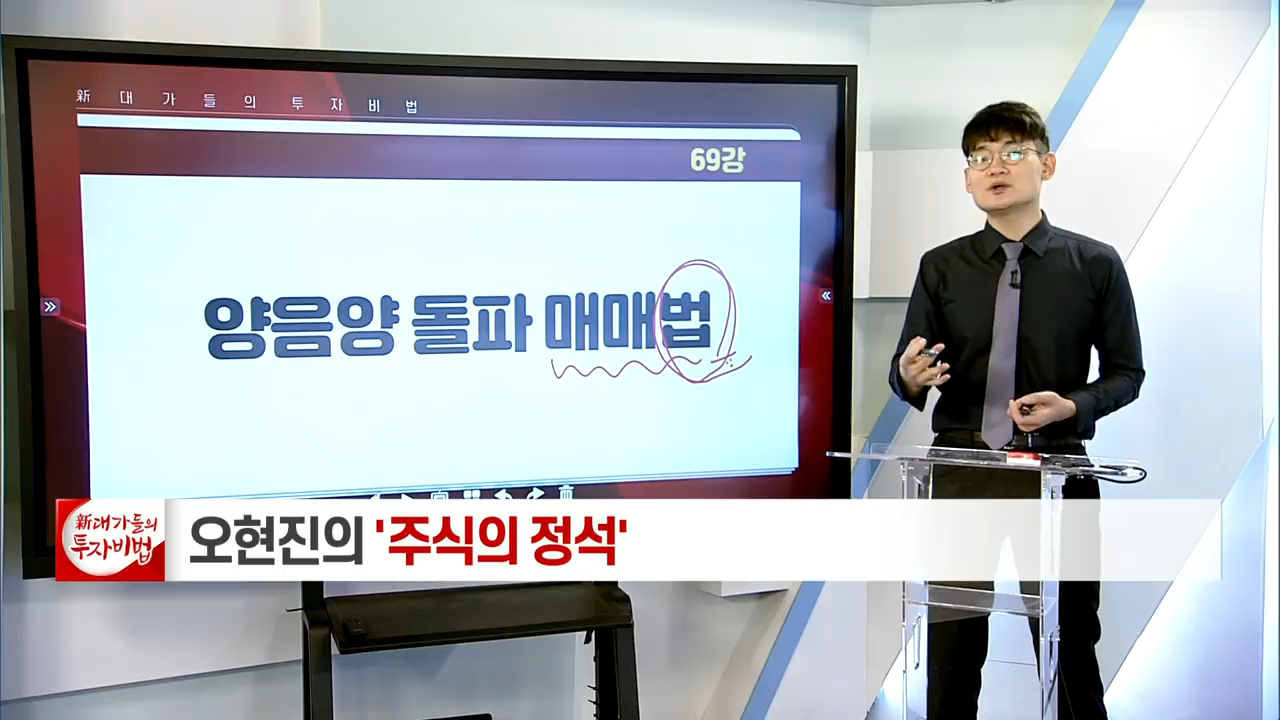 新 대 가 들 의 투 자 비 법
69강
양음양 돌파 매매법
新대가들의
투자비법
오현진의 '주식의 정석'